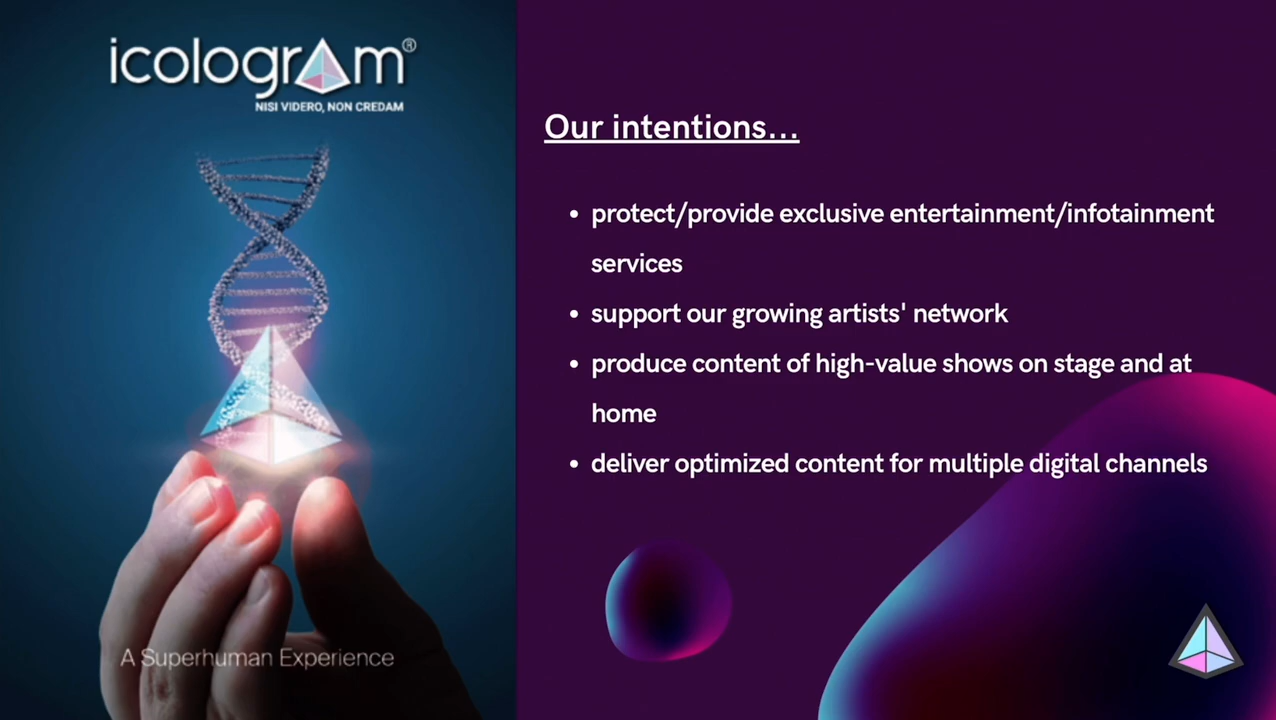 icologram®
NISI VIDERO, NON CREDAM
A Superhuman Experience
Our intentions...
• protect/provide exclusive entertainment/infotainment
services
• support our growing artists' network
• produce content of high-value shows on stage and at
home
• deliver optimized content for multiple digital channels